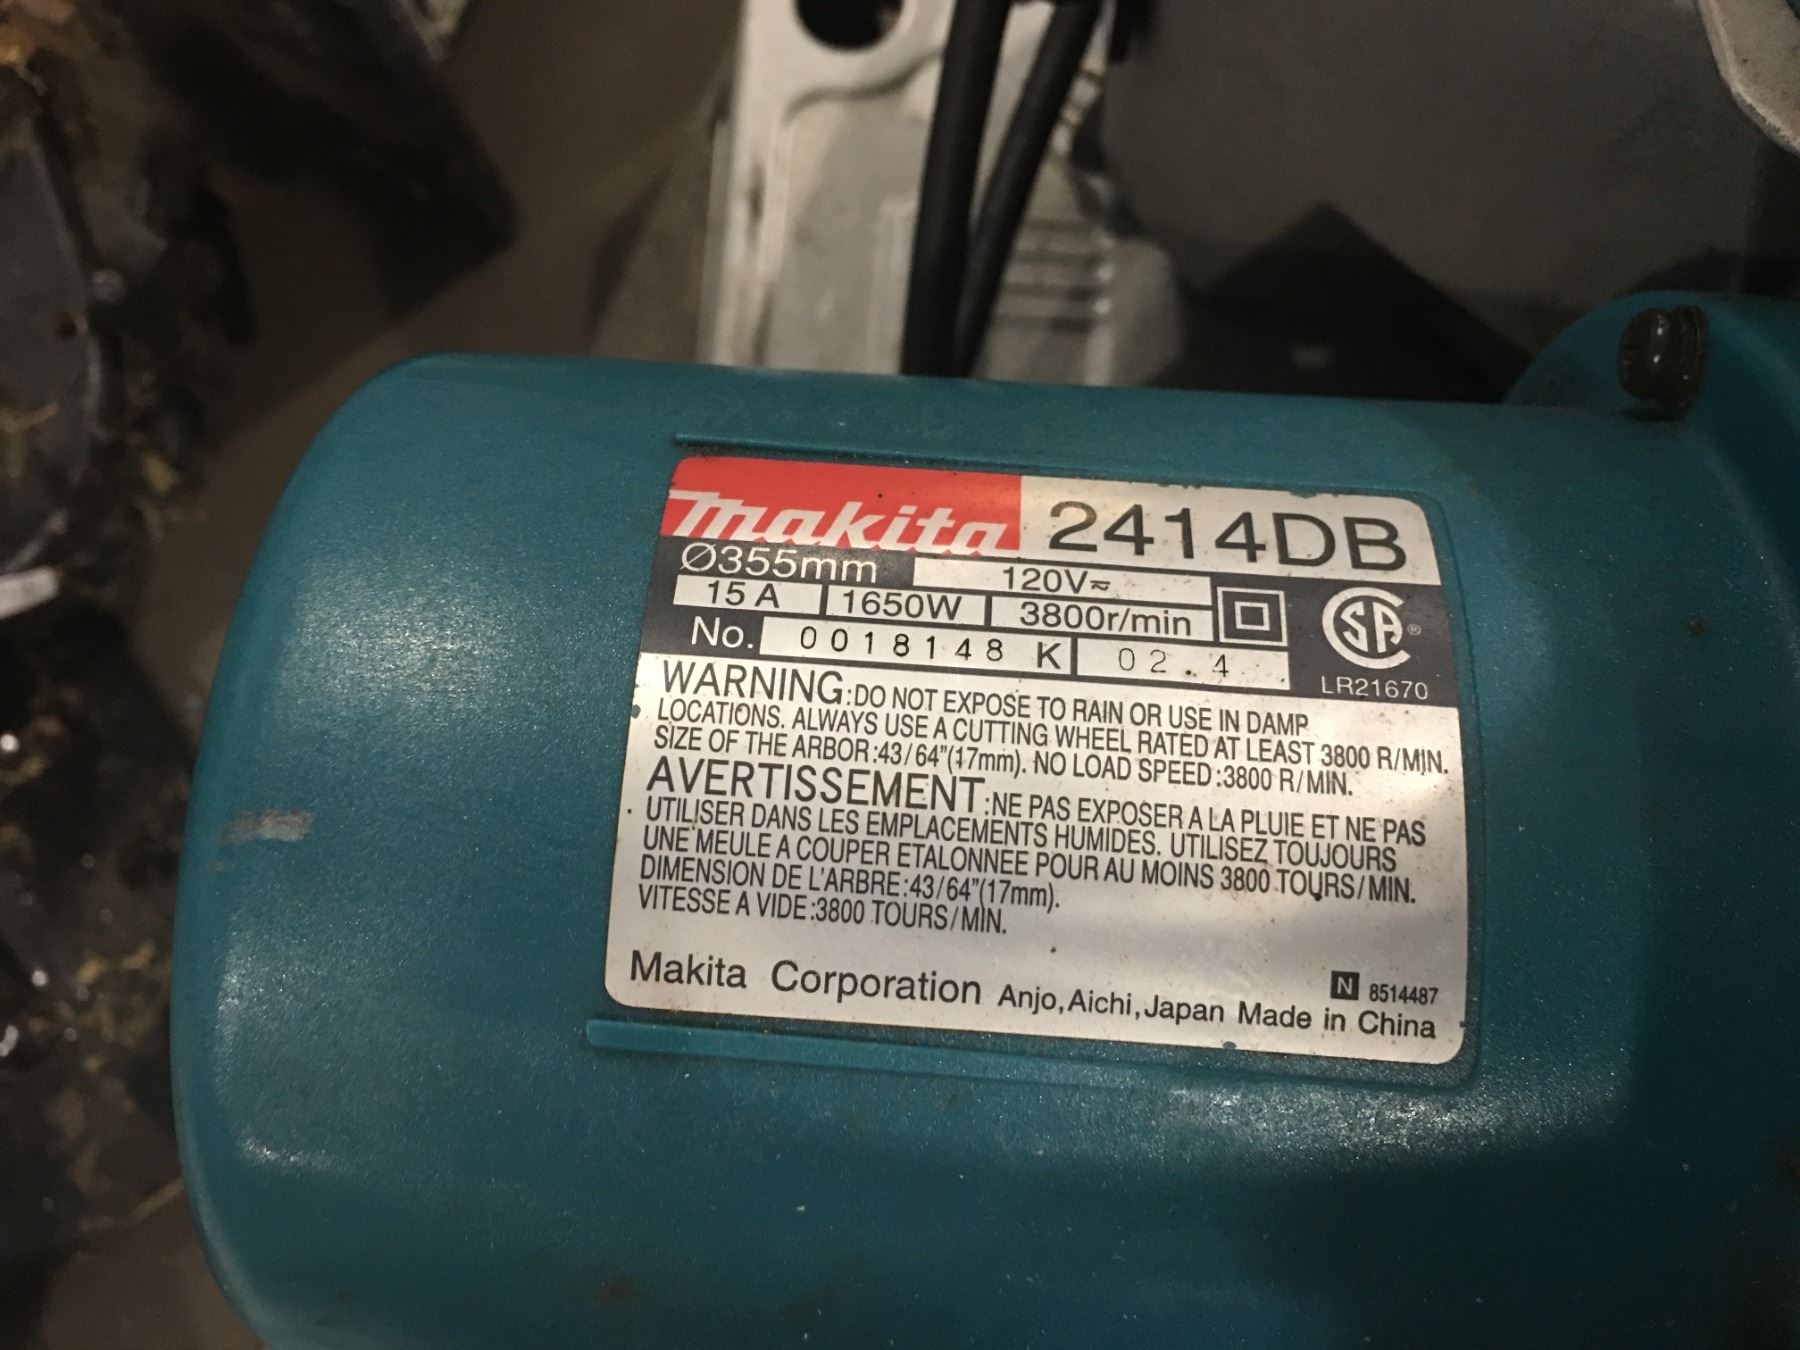 Makita 2414DB
Ø355mm 120V≂
15A 1650W 3800r/min
No. 0018148 K 02.4
CSA®
LR21670
WARNING:DO NOT EXPOSE TO RAIN OR USE IN DAMP
LOCATIONS. ALWAYS USE A CUTTING WHEEL RATED AT LEAST 3800 R/MIN.
SIZE OF THE ARBOR:43/64"(17mm). NO LOAD SPEED:3800 R/MIN.
AVERTISSEMENT:NE PAS EXPOSER A LA PLUIE ET NE PAS
UTILISER DANS LES EMPLACEMENTS HUMIDES. UTILISEZ TOUJOURS
UNE MEULE A COUPER ETALONNEE POUR AU MOINS 3800 TOURS/MIN.
DIMENSION DE L'ARBRE:43/64"(17mm).
VITESSE A VIDE:3800 TOURS/MIN.
N 8514487
Makita Corporation Anjo,Aichi,Japan Made in China